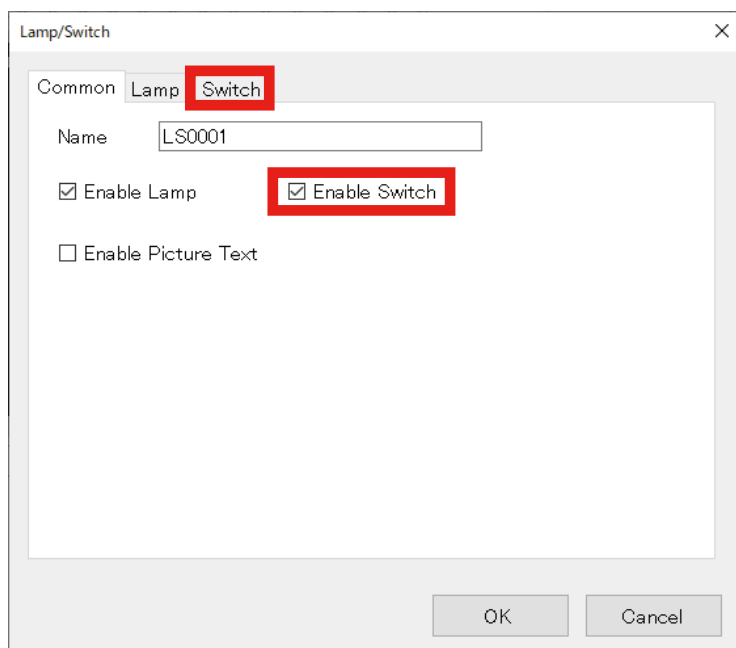 Lamp/Switch
Common Lamp Switch
Name LS0001
Enable Lamp Enable Switch
Enable Picture Text
OK Cancel